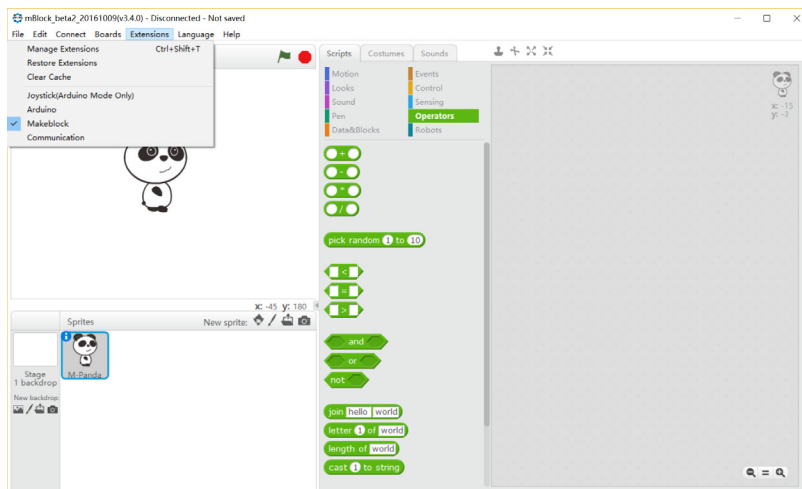 mBlock_beta2_20161009(v3.4.0) - Disconnected - Not saved
File Edit Connect Boards Extensions Language Help
Manage Extensions Ctrl+Shift+T
Restore Extensions
Clear Cache
Joystick(Arduino Mode Only)
Arduino
Makeblock
Communication
x: -45 y: 180
Sprites New sprite:
Stage
1 backdrop
New backdrop:
M-Panda
Scripts Costumes Sounds
Motion Events
Looks Control
Sound Sensing
Pen Operators
Data&Blocks Robots
+
-
*
/
pick random 1 to 10
<
=
>
and
or
not
join hello world
letter 1 of world
length of world
cast 1 to string
x: -15
y: -3